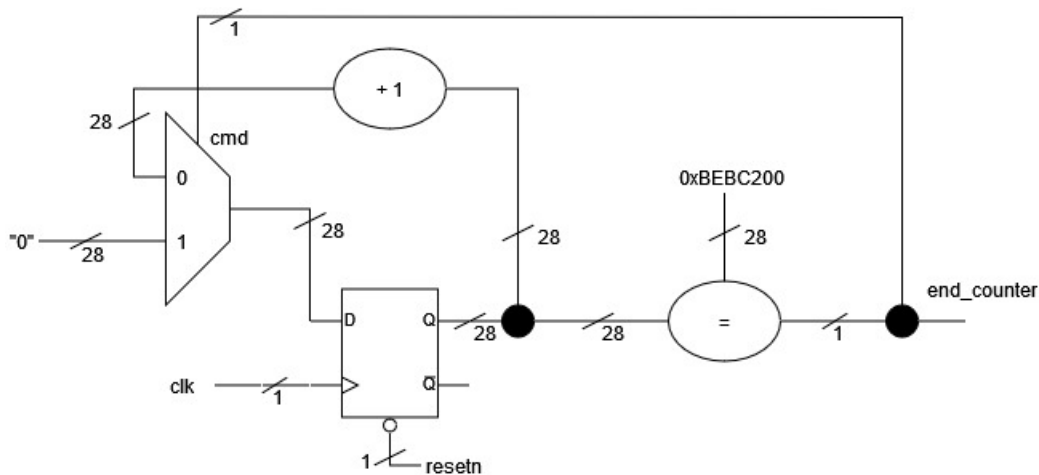 1
+ 1
28
cmd
0
0xBEBC200
"0"
28
1
28
28
28
end_counter
D
Q
28
28
=
1
clk
1
Q̅
1
resetn